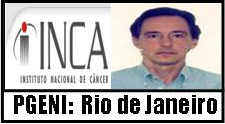 INCA
INSTITUTO NACIONAL DE CÂNCER
PGENI: Rio de Janeiro